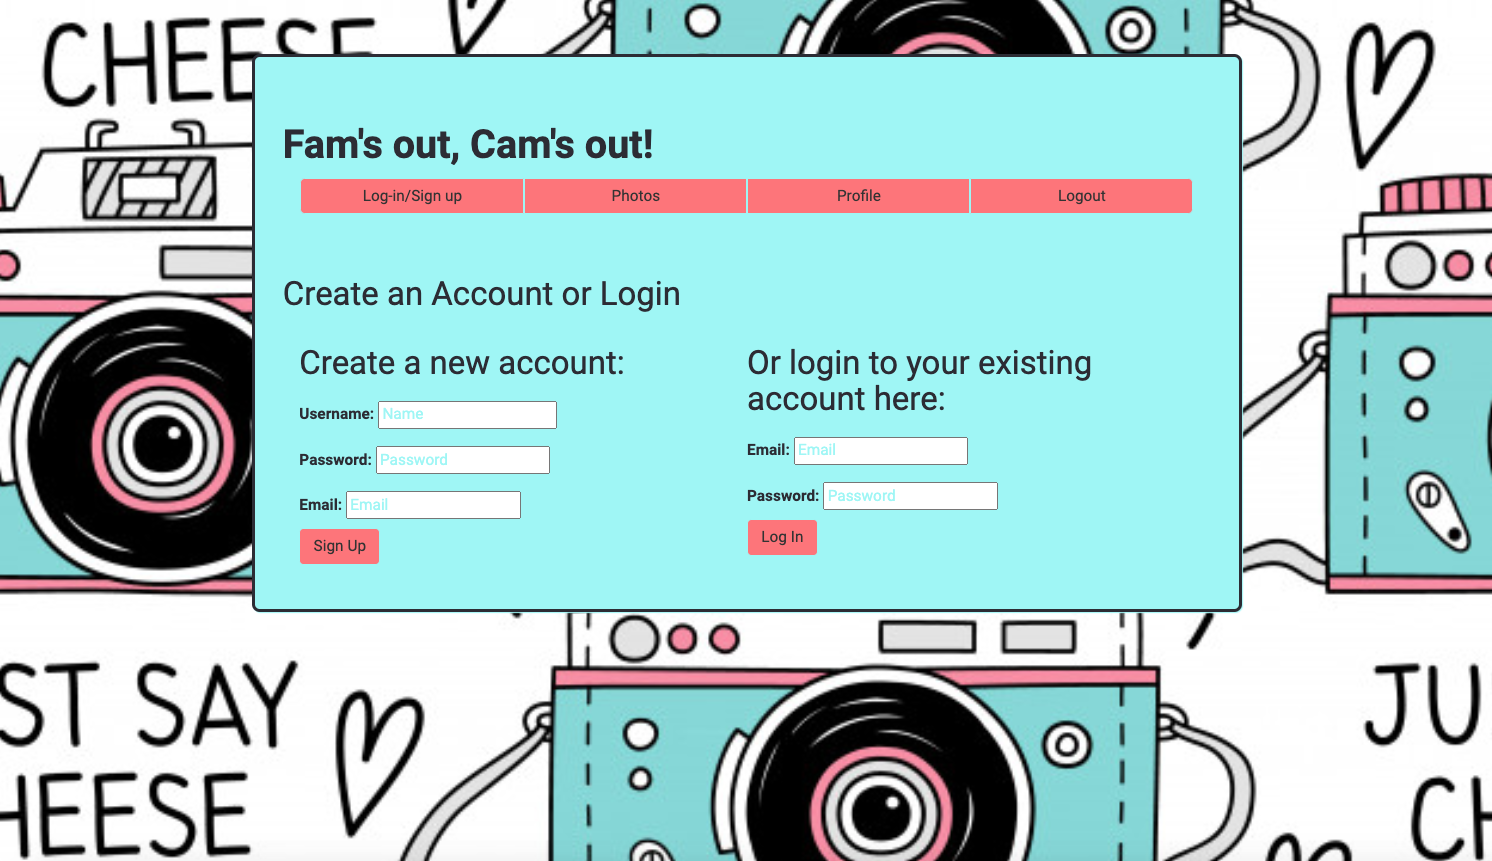 CHEESE
Fam's out, Cam's out!
Log-in/Sign up Photos Profile Logout
Create an Account or Login
Create a new account:
Username: Name
Password: Password
Email: Email
Sign Up
Or login to your existing
account here:
Email: Email
Password: Password
Log In
ST SAY
HEESE
JU
CH